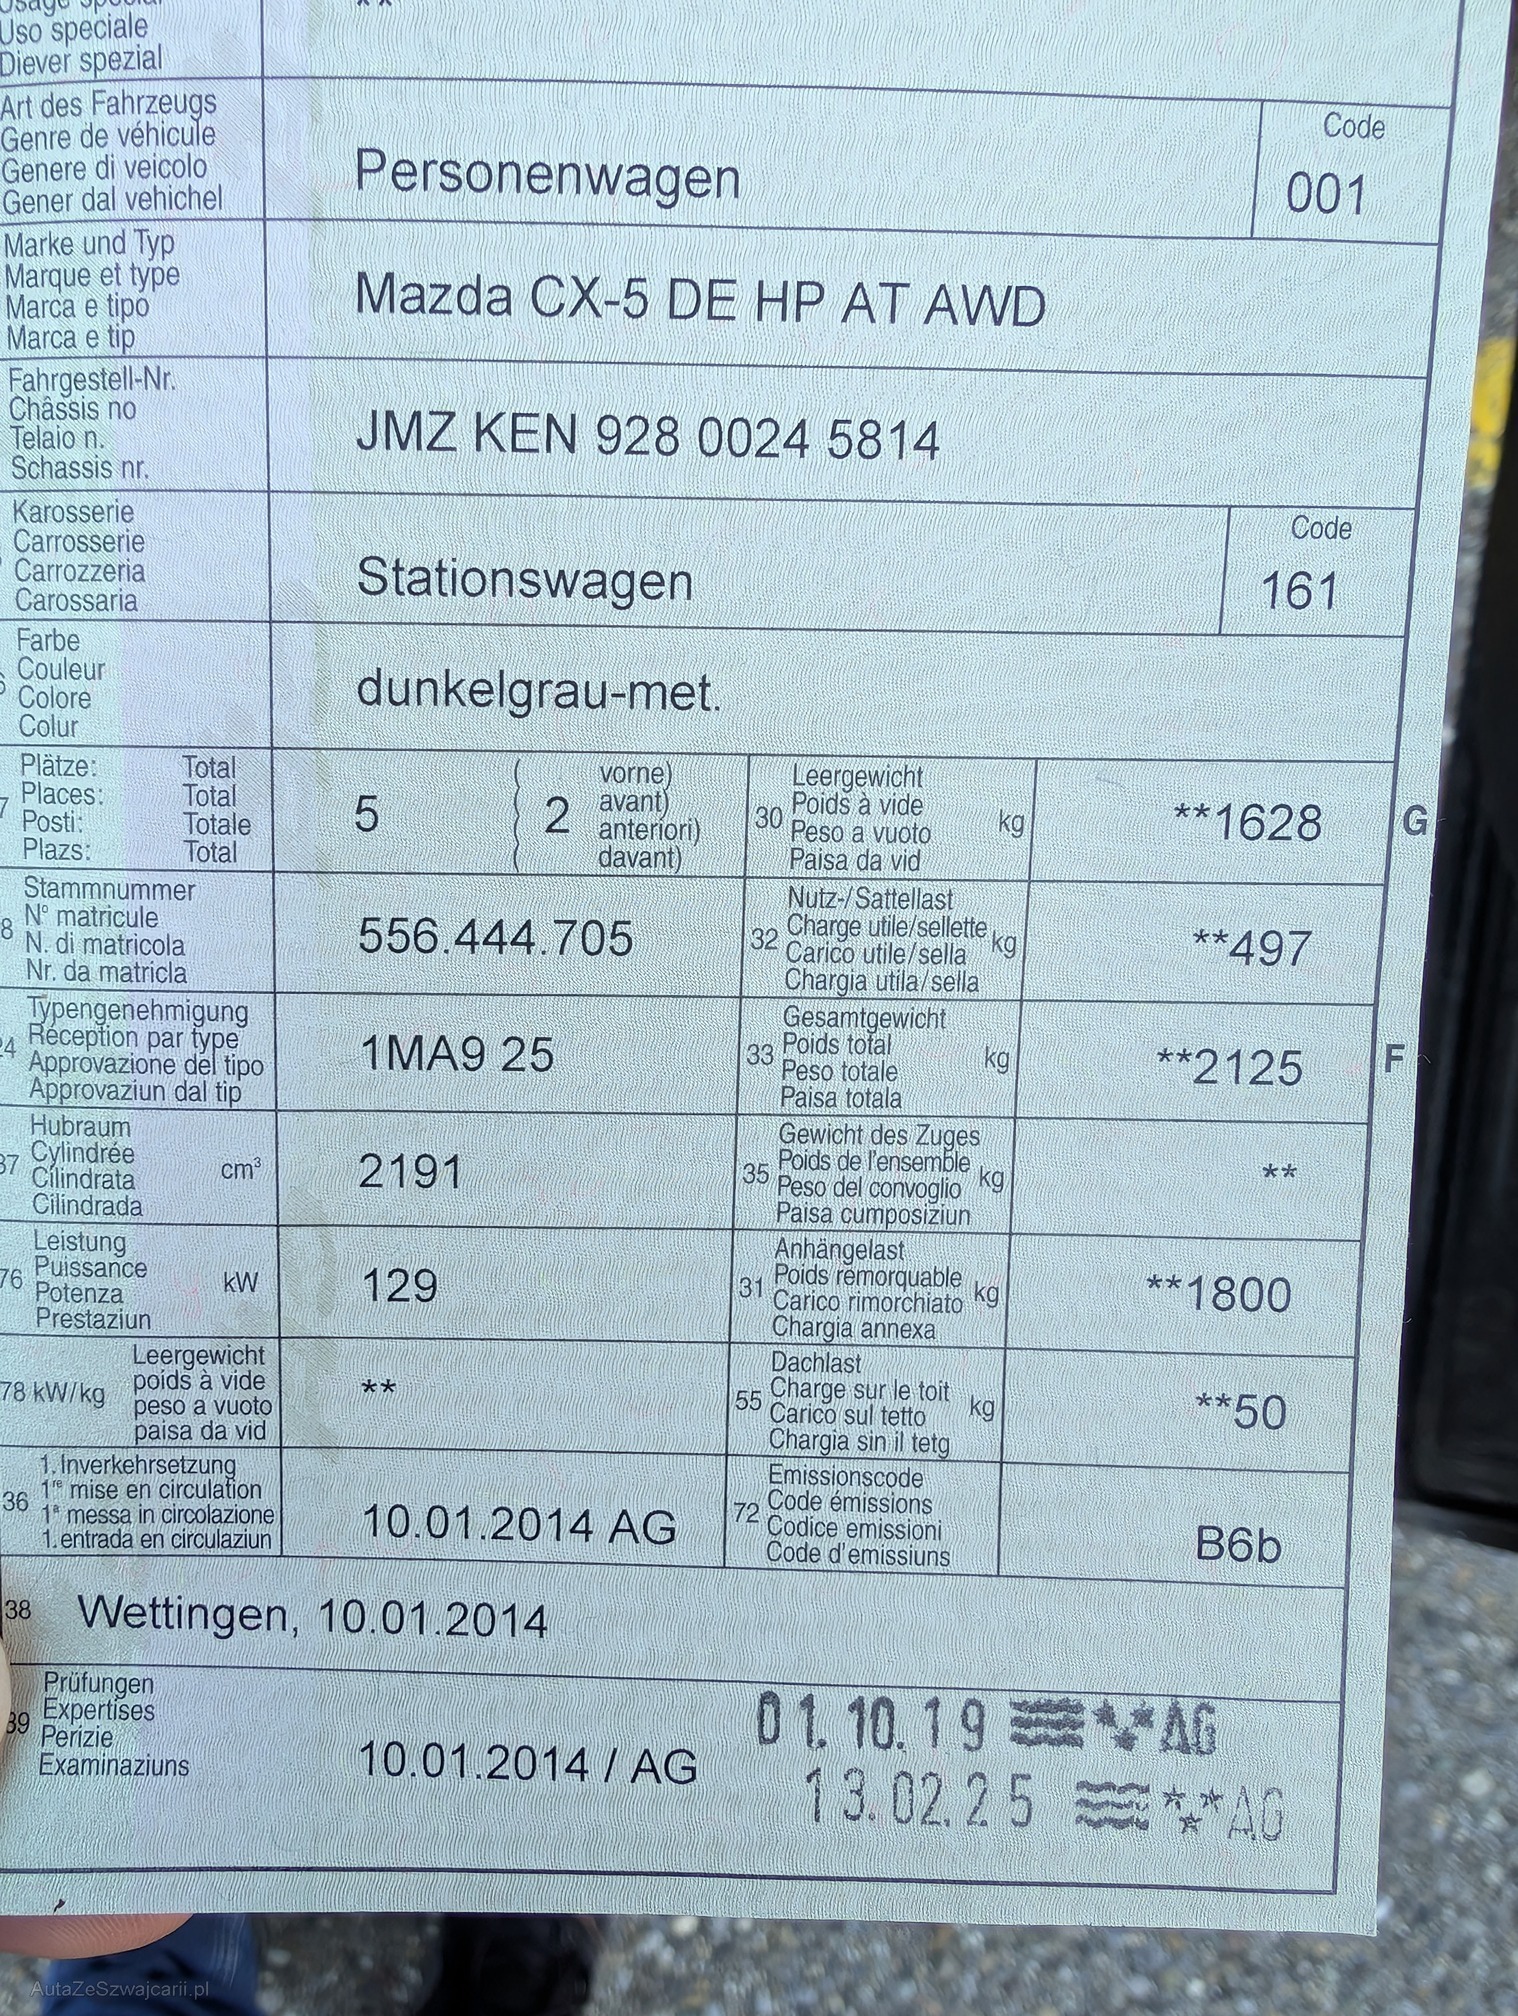 Usage spécial **
Uso speciale
Diever spezial
Art des Fahrzeugs
Genre de véhicule
Genere di veicolo
Gener dal vehichel
Personenwagen
Code
001
Marke und Typ
Marque et type
Marca e tipo
Marca e tip
Mazda CX-5 DE HP AT AWD
Fahrgestell-Nr.
Châssis no
Telaio n.
Schassis nr.
JMZ KEN 928 0024 5814
Karosserie
Carrosserie
Carrozzeria
Carossaria
Stationswagen
Code
161
Farbe
Couleur
Colore
Colur
dunkelgrau-met.
Plätze: Total
Places: Total
Posti: Totale
Plazs: Total
5
( 2 vorne)
avant)
anteriori)
davant)
30 Leergewicht
Poids à vide
Peso a vuoto
Paisa da vid
kg
**1628
G
Stammnummer
N° matricule
N. di matricola
Nr. da matricla
556.444.705
32 Nutz-/Sattellast
Charge utile/sellette
Carico utile/sella
Chargia utila/sella
kg
**497
Typengenehmigung
Réception par type
Approvazione del tipo
Approvaziun dal tip
1MA9 25
33 Gesamtgewicht
Poids total
Peso totale
Paisa totala
kg
**2125
F
37 Hubraum
Cylindrée
Cilindrata
Cilindrada
cm³
2191
35 Gewicht des Zuges
Poids de l'ensemble
Peso del convoglio
Paisa cumposiziun
kg
**
76 Leistung
Puissance
Potenza
Prestaziun
kW
129
31 Anhängelast
Poids remorquable
Carico rimorchiato
Chargia annexa
kg
**1800
78 kW/kg
Leergewicht
poids à vide
peso a vuoto
paisa da vid
**
55 Dachlast
Charge sur le toit
Carico sul tetto
Chargia sin il tetg
kg
**50
36 1. Inverkehrsetzung
1re mise en circulation
1a messa in circolazione
1. entrada en circulaziun
10.01.2014 AG
72 Emissionscode
Code émissions
Codice emissioni
Code d'emissiuns
B6b
38 Wettingen, 10.01.2014
39 Prüfungen
Expertises
Perizie
Examinaziuns
10.01.2014 / AG
01.10.19 AG
13.02.25 AG
AutaZeSzwajcarii.pl